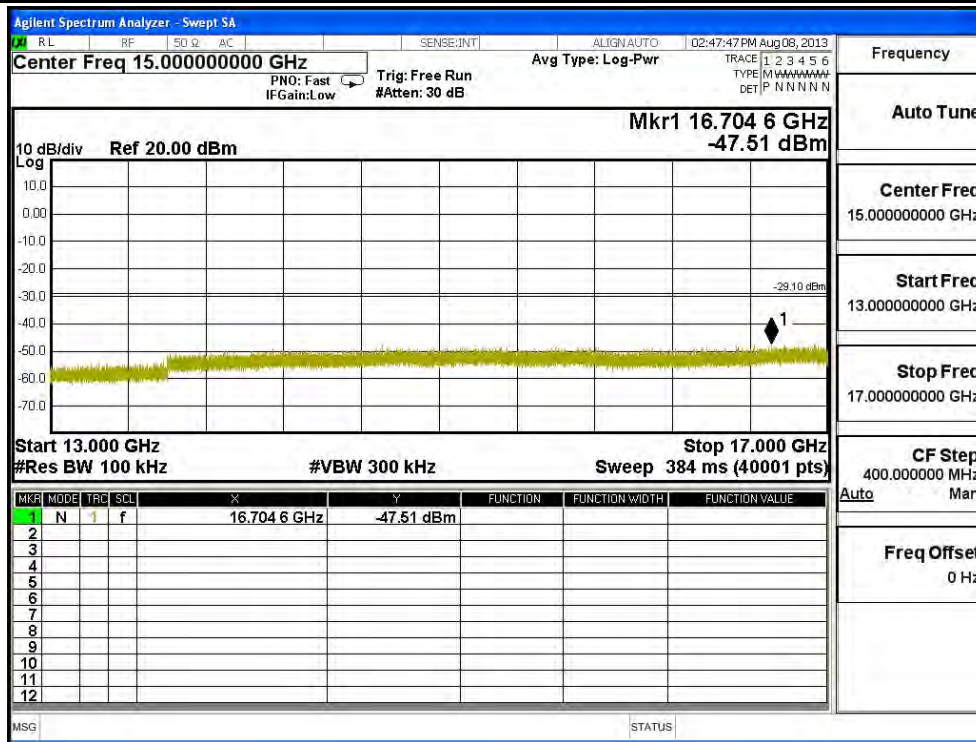 Agilent Spectrum Analyzer - Swept SA
RL RF 50 Ω AC SENSE:INT ALIGN AUTO 02:47:47 PM Aug 08, 2013
Center Freq 15.000000000 GHz
PNO: Fast
IFGain:Low
Trig: Free Run
#Atten: 30 dB
Avg Type: Log-Pwr
TRACE 1 2 3 4 5 6
TYPE M WWWWW
DET P N N N N N
Mkr1 16.704 6 GHz
-47.51 dBm
10 dB/div Ref 20.00 dBm
Log
10.0
0.00
-10.0
-20.0
-29.10 dBm
-30.0
-40.0
1
-50.0
-60.0
-70.0
Start 13.000 GHz Stop 17.000 GHz
#Res BW 100 kHz #VBW 300 kHz Sweep 384 ms (40001 pts)
MKR MODE TRC SCL X Y FUNCTION FUNCTION WIDTH FUNCTION VALUE
1 N 1 f 16.704 6 GHz -47.51 dBm
2
3
4
5
6
7
8
9
10
11
12
MSG STATUS
Frequency
Auto Tune
Center Freq
15.000000000 GHz
Start Freq
13.000000000 GHz
Stop Freq
17.000000000 GHz
CF Step
400.000000 MHz
Auto Man
Freq Offset
0 Hz